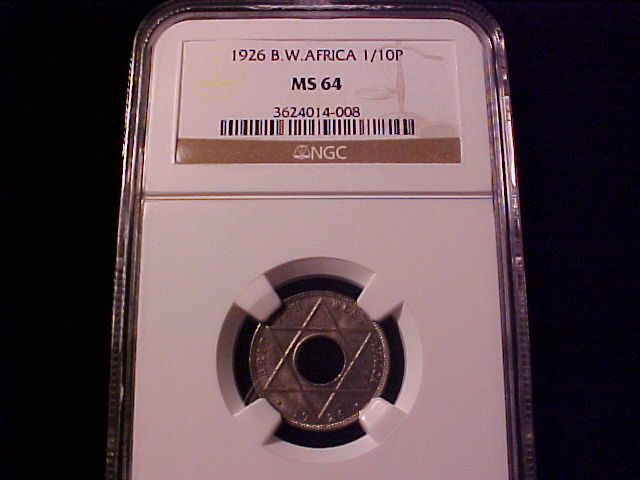 1926 B.W.AFRICA 1/10P
MS 64
3624014-008
NGC